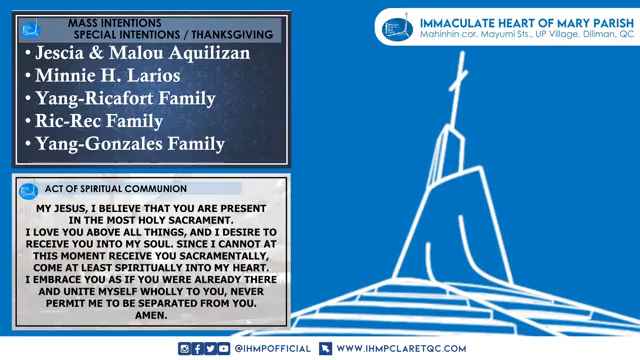 MASS INTENTIONS
SPECIAL INTENTIONS / THANKSGIVING
• Jescia & Malou Aquilizan
• Minnie H. Larios
• Yang-Ricafort Family
• Ric-Rec Family
• Yang-Gonzales Family
ACT OF SPIRITUAL COMMUNION
MY JESUS, I BELIEVE THAT YOU ARE PRESENT
IN THE MOST HOLY SACRAMENT.
I LOVE YOU ABOVE ALL THINGS, AND I DESIRE TO
RECEIVE YOU INTO MY SOUL. SINCE I CANNOT AT
THIS MOMENT RECEIVE YOU SACRAMENTALLY,
COME AT LEAST SPIRITUALLY INTO MY HEART.
I EMBRACE YOU AS IF YOU WERE ALREADY THERE
AND UNITE MYSELF WHOLLY TO YOU, NEVER
PERMIT ME TO BE SEPARATED FROM YOU.
AMEN.
IMMACULATE HEART OF MARY PARISH
Mahinhin cor. Mayumi Sts., UP Village, Diliman, QC
@IHMPOFFICIAL
WWW.IHMPCLARETQC.COM